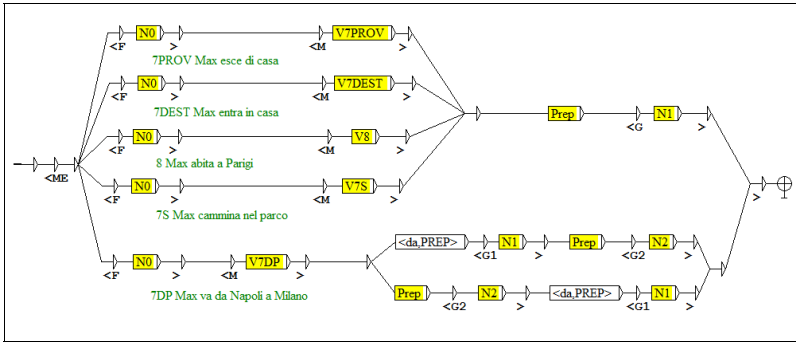 <F N0 > <M V7PROV >
7PROV Max esce di casa
<F N0 > <M V7DEST >
7DEST Max entra in casa
Prep <G N1 >
<F N0 > <M V8 >
8 Max abita a Parigi
<ME
<F N0 > <M V7S >
7S Max cammina nel parco
>
<da,PREP> <G1 N1 > Prep <G2 N2 >
<F N0 > <M V7DP >
7DP Max va da Napoli a Milano
Prep <G2 N2 > <da,PREP> <G1 N1 >